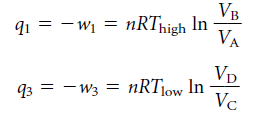 q₁ = −w₁ = nRT_high ln V_B/V_A
q₃ = −w₃ = nRT_low ln V_D/V_C